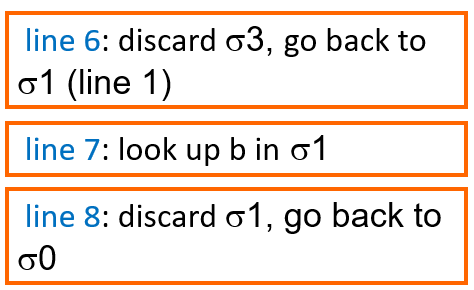 line 6: discard σ3, go back to
σ1 (line 1)
line 7: look up b in σ1
line 8: discard σ1, go back to
σ0